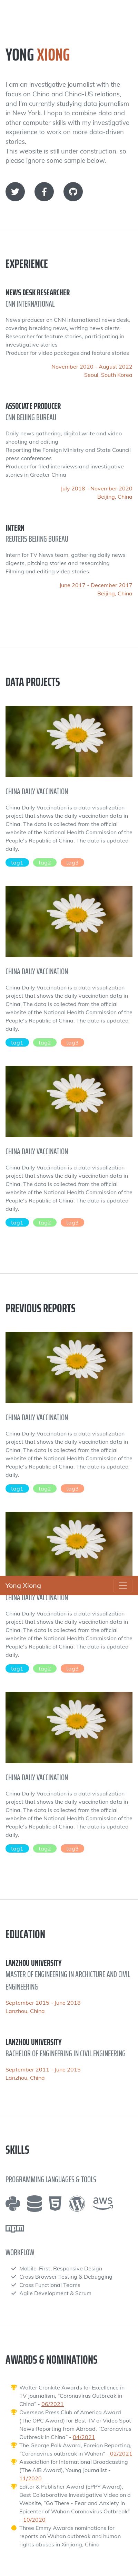 YONG XIONG
I am an investigative journalist with the
focus on China and China-US relations,
and I'm currently studying data journalism
in New York. I hope to combine data and
other computer skills with my investigative
experience to work on more data-driven
stories.
This website is still under construction, so
please ignore some sample below.
EXPERIENCE
NEWS DESK RESEARCHER
CNN INTERNATIONAL
News producer on CNN International news desk,
covering breaking news, writing news alerts
Researcher for feature stories, participating in
investigative stories
Producer for video packages and feature stories
November 2020 - August 2022
Seoul, South Korea
ASSOCIATE PRODUCER
CNN BEIJING BUREAU
Daily news gathering, digital write and video
shooting and editing
Reporting the Foreign Ministry and State Council
press conferences
Producer for filed interviews and investigative
stories in Greater China
July 2018 - November 2020
Beijing, China
INTERN
REUTERS BEIJING BUREAU
Intern for TV News team, gathering daily news
digests, pitching stories and researching
Filming and editing video stories
June 2017 - December 2017
Beijing, China
DATA PROJECTS
CHINA DAILY VACCINATION
China Daily Vaccination is a data visualization
project that shows the daily vaccination data in
China. The data is collected from the official
website of the National Health Commission of the
People's Republic of China. The data is updated
daily.
tag1 tag2 tag3
CHINA DAILY VACCINATION
China Daily Vaccination is a data visualization
project that shows the daily vaccination data in
China. The data is collected from the official
website of the National Health Commission of the
People's Republic of China. The data is updated
daily.
tag1 tag2 tag3
CHINA DAILY VACCINATION
China Daily Vaccination is a data visualization
project that shows the daily vaccination data in
China. The data is collected from the official
website of the National Health Commission of the
People's Republic of China. The data is updated
daily.
tag1 tag2 tag3
PREVIOUS REPORTS
CHINA DAILY VACCINATION
China Daily Vaccination is a data visualization
project that shows the daily vaccination data in
China. The data is collected from the official
website of the National Health Commission of the
People's Republic of China. The data is updated
daily.
tag1 tag2 tag3
Yong Xiong
CHINA DAILY VACCINATION
China Daily Vaccination is a data visualization
project that shows the daily vaccination data in
China. The data is collected from the official
website of the National Health Commission of the
People's Republic of China. The data is updated
daily.
tag1 tag2 tag3
CHINA DAILY VACCINATION
China Daily Vaccination is a data visualization
project that shows the daily vaccination data in
China. The data is collected from the official
website of the National Health Commission of the
People's Republic of China. The data is updated
daily.
tag1 tag2 tag3
EDUCATION
LANZHOU UNIVERSITY
MASTER OF ENGINEERING IN ARCHICTURE AND CIVIL
ENGINEERING
September 2015 - June 2018
Lanzhou, China
LANZHOU UNIVERSITY
BACHELOR OF ENGINEERING IN CIVIL ENGINEERING
September 2011 - June 2015
Lanzhou, China
SKILLS
PROGRAMMING LANGUAGES & TOOLS
aws
npm
WORKFLOW
Mobile-First, Responsive Design
Cross Browser Testing & Debugging
Cross Functional Teams
Agile Development & Scrum
AWARDS & NOMINATIONS
Walter Cronkite Awards for Excellence in
TV Journalism, "Coronavirus Outbreak in
China" - 06/2021
Overseas Press Club of America Award
(The OPC Award) for Best TV or Video Spot
News Reporting from Abroad, "Coronavirus
Outbreak in China" - 04/2021
The George Polk Award, Foreign Reporting,
"Coronavirus outbreak in Wuhan" - 02/2021
Association for International Broadcasting
(The AIB Award), Young Journalist -
11/2020
Editor & Publisher Award (EPPY Award),
Best Collaborative Investigative Video on a
Website, "Go There - Fear and Anxiety in
Epicenter of Wuhan Coronavirus Outbreak"
- 10/2020
Three Emmy Awards nominations for
reports on Wuhan outbreak and human
rights abuses in Xinjiang, China